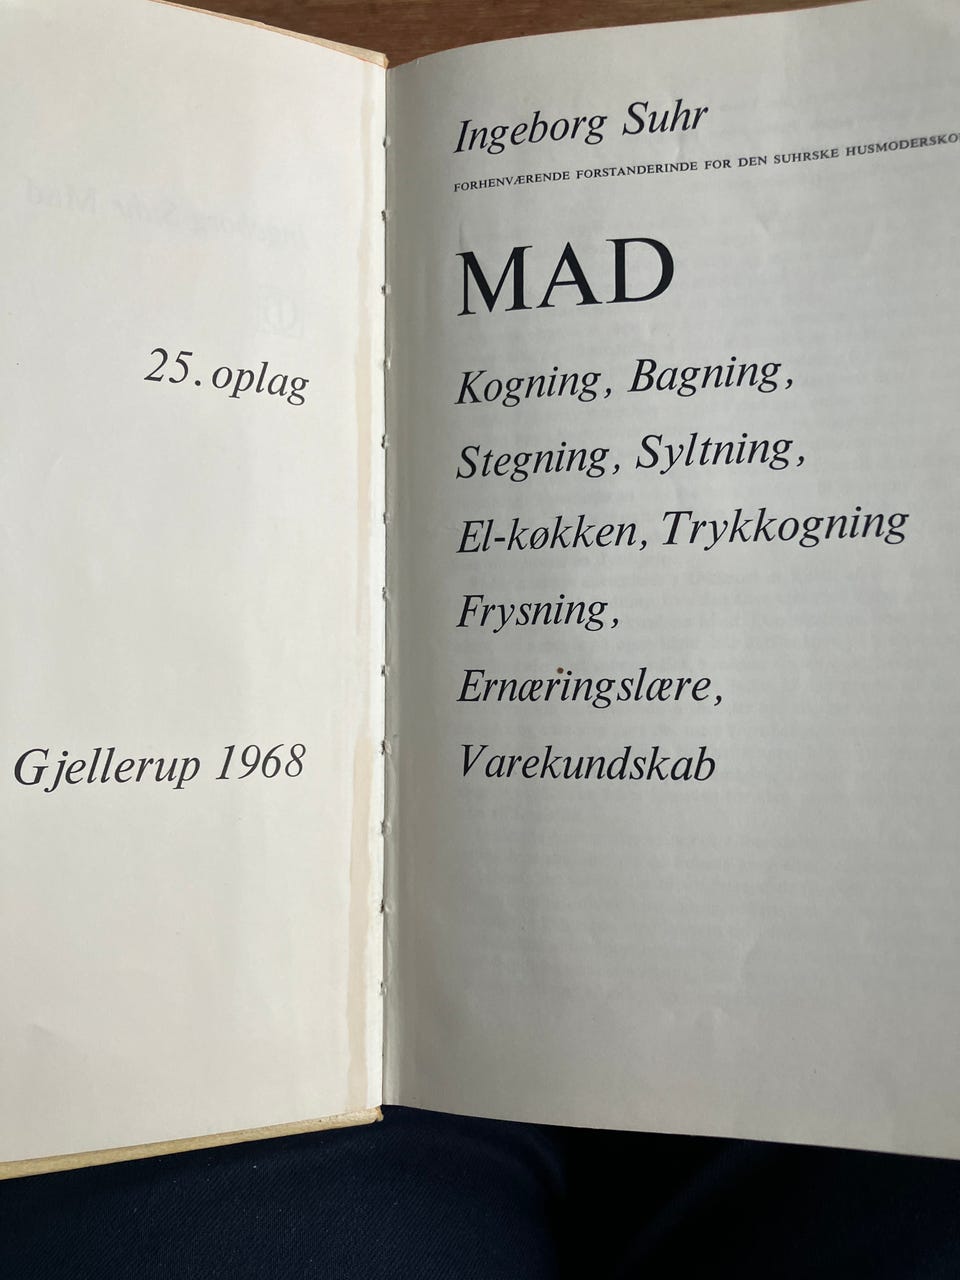 25. oplag
Gjellerup 1968
Ingeborg Suhr
FORHENVÆRENDE FORSTANDERINDE FOR DEN SUHRSKE
MAD
Kogning, Bagning,
Stegning, Syltning,
El-køkken, Trykkogning
Frysning,
Ernæringslære,
Varekundskab